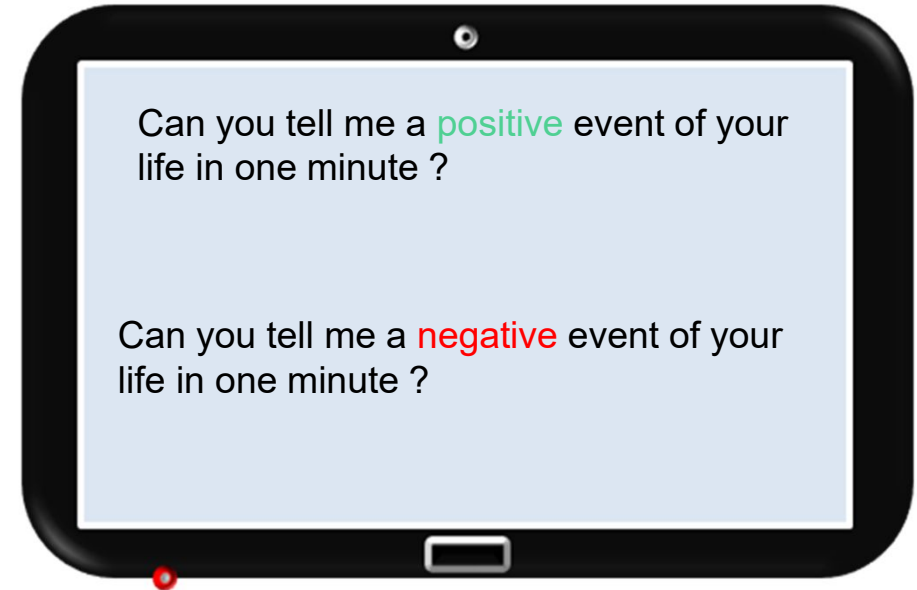 Can you tell me a positive event of your
life in one minute ?
Can you tell me a negative event of your
life in one minute ?